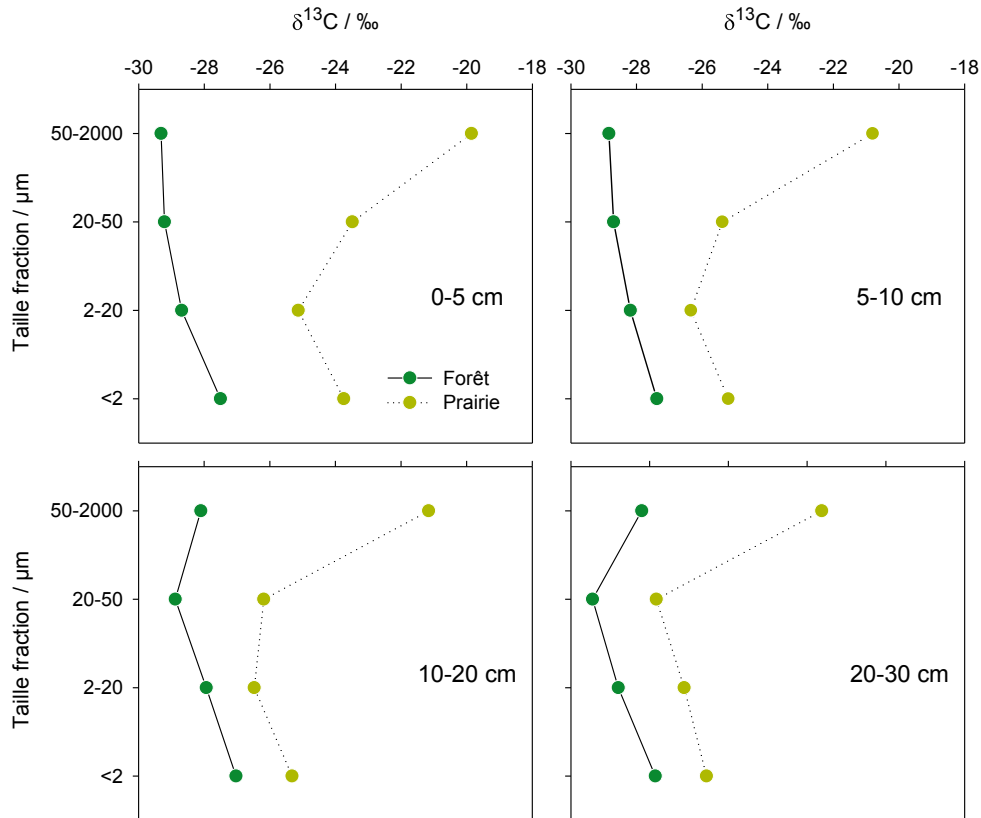 δ13C / ‰
δ13C / ‰
-30 -28 -26 -24 -22 -20 -18
-30 -28 -26 -24 -22 -20 -18
Taille fraction / µm
50-2000
20-50
2-20
<2
0-5 cm
Forêt
Prairie
5-10 cm
Taille fraction / µm
50-2000
20-50
2-20
<2
10-20 cm
20-30 cm